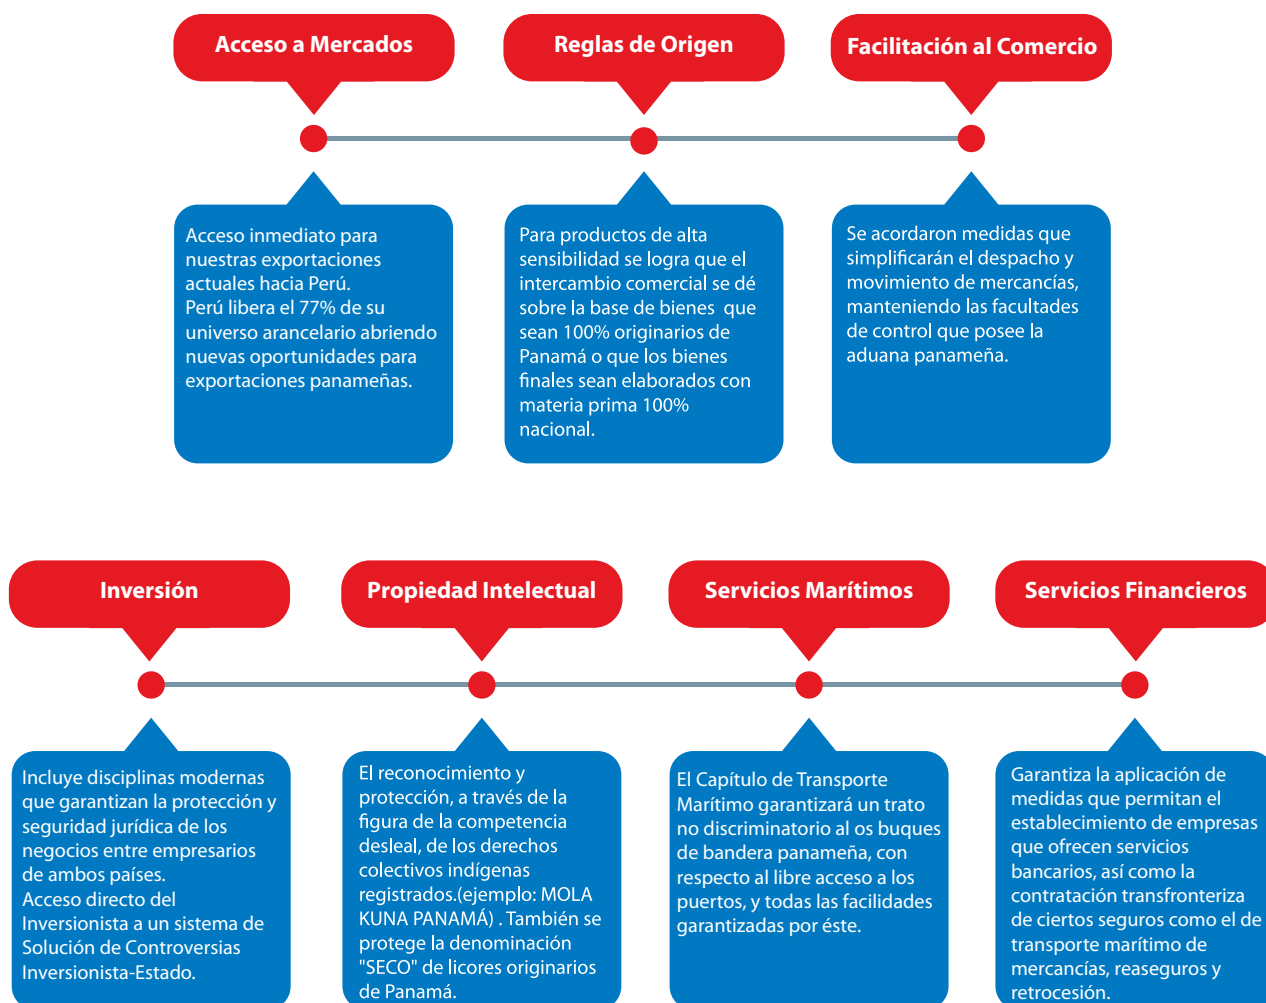 Acceso a Mercados
Reglas de Origen
Facilitación al Comercio
Acceso inmediato para
nuestras exportaciones
actuales hacia Perú.
Perú libera el 77% de su
universo arancelario abriendo
nuevas oportunidades para
exportaciones panameñas.
Para productos de alta
sensibilidad se logra que el
intercambio comercial se dé
sobre la base de bienes que
sean 100% originarios de
Panamá o que los bienes
finales sean elaborados con
materia prima 100%
nacional.
Se acordaron medidas que
simplificarán el despacho y
movimiento de mercancías,
manteniendo las facultades
de control que posee la
aduana panameña.
Inversión
Propiedad Intelectual
Servicios Marítimos
Servicios Financieros
Incluye disciplinas modernas
que garantizan la protección y
seguridad jurídica de los
negocios entre empresarios
de ambos países.
Acceso directo del
Inversionista a un sistema de
Solución de Controversias
Inversionista-Estado.
El reconocimiento y
protección, a través de la
figura de la competencia
desleal, de los derechos
colectivos indígenas
registrados.(ejemplo: MOLA
KUNA PANAMÁ) . También se
protege la denominación
"SECO" de licores originarios
de Panamá.
El Capítulo de Transporte
Marítimo garantizará un trato
no discriminatorio al os buques
de bandera panameña, con
respecto al libre acceso a los
puertos, y todas las facilidades
garantizadas por éste.
Garantiza la aplicación de
medidas que permitan el
establecimiento de empresas
que ofrecen servicios
bancarios, así como la
contratación transfronteriza
de ciertos seguros como el de
transporte marítimo de
mercancías, reaseguros y
retrocesión.